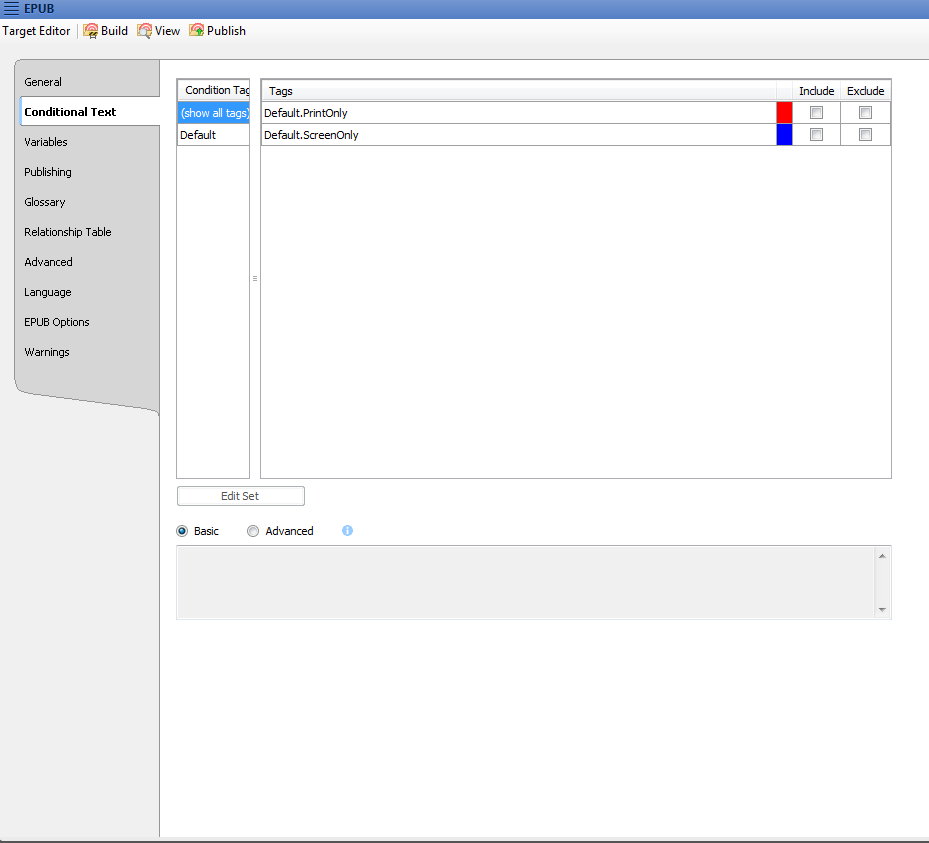 EPUB
Target Editor Build View Publish
General
Conditional Text
Variables
Publishing
Glossary
Relationship Table
Advanced
Language
EPUB Options
Warnings
Condition Tag
(show all tags)
Default
Tags Include Exclude
Default.PrintOnly
Default.ScreenOnly
Edit Set
Basic Advanced